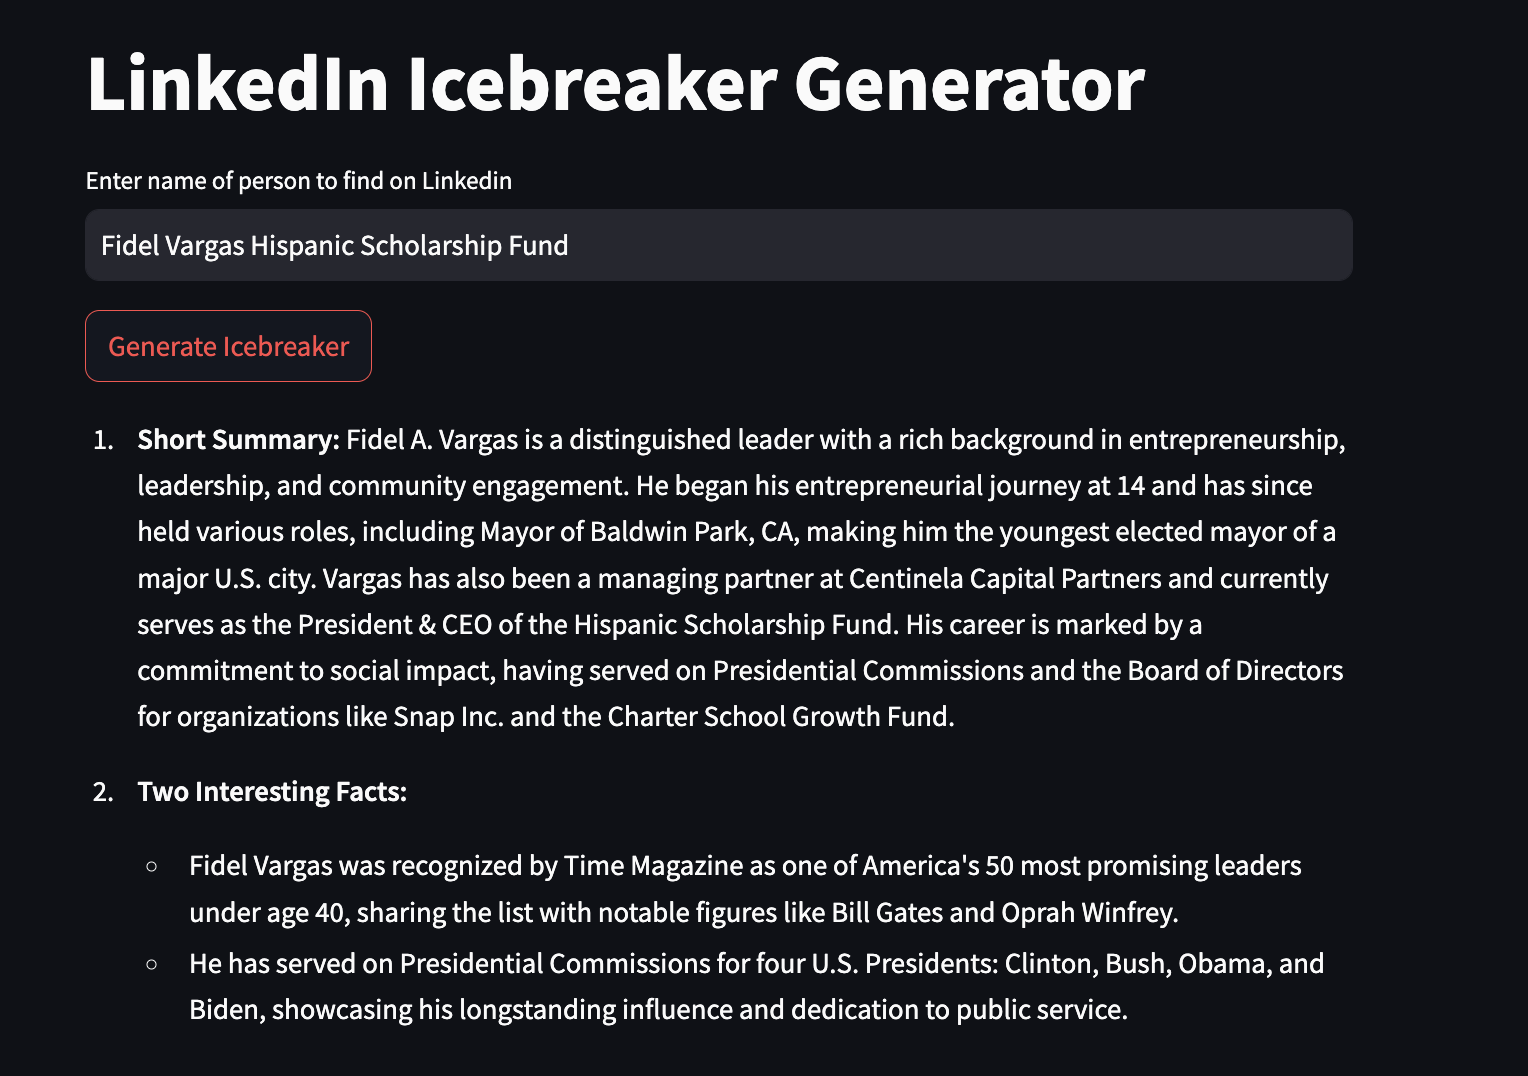 LinkedIn Icebreaker Generator
Enter name of person to find on Linkedin
Fidel Vargas Hispanic Scholarship Fund
Generate Icebreaker
1. Short Summary: Fidel A. Vargas is a distinguished leader with a rich background in entrepreneurship,
leadership, and community engagement. He began his entrepreneurial journey at 14 and has since
held various roles, including Mayor of Baldwin Park, CA, making him the youngest elected mayor of a
major U.S. city. Vargas has also been a managing partner at Centinela Capital Partners and currently
serves as the President & CEO of the Hispanic Scholarship Fund. His career is marked by a
commitment to social impact, having served on Presidential Commissions and the Board of Directors
for organizations like Snap Inc. and the Charter School Growth Fund.
2. Two Interesting Facts:
◦ Fidel Vargas was recognized by Time Magazine as one of America's 50 most promising leaders
under age 40, sharing the list with notable figures like Bill Gates and Oprah Winfrey.
◦ He has served on Presidential Commissions for four U.S. Presidents: Clinton, Bush, Obama, and
Biden, showcasing his longstanding influence and dedication to public service.